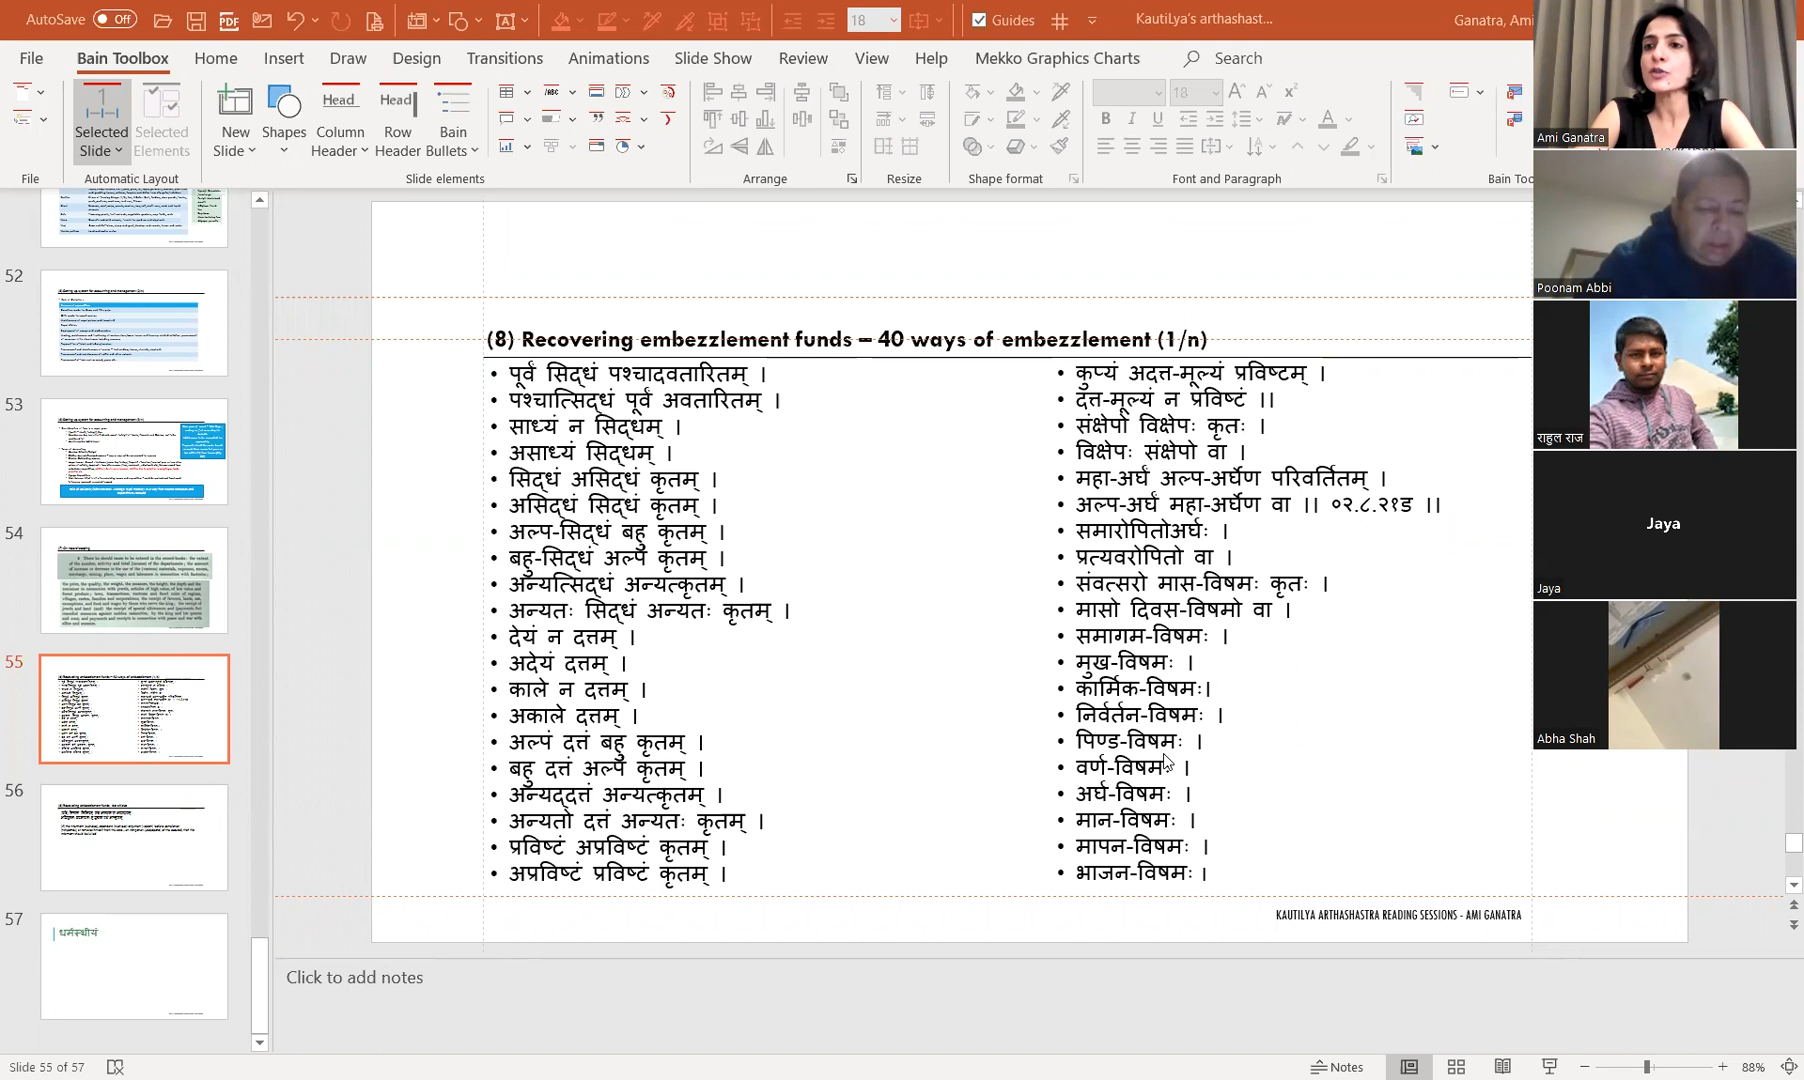 AutoSave Off PDF 18 Guides KautiLya's arthashast... Ganatra, Ami
File Bain Toolbox Home Insert Draw Design Transitions Animations Slide Show Review View Help Mekko Graphics Charts Search
Selected Slide Selected Elements New Slide Shapes Column Header Row Header Bain Bullets
File Automatic Layout Slide elements Arrange Resize Shape format Font and Paragraph Bain Too
52
53
54
55
56
57
धर्मस्थीयं
(8) Recovering embezzlement funds – 40 ways of embezzlement (1/n)
• पूर्वं सिद्धं पश्चादवतारितम् ।
• पश्चात्सिद्धं पूर्वं अवतारितम् ।
• साध्यं न सिद्धम् ।
• असाध्यं सिद्धम् ।
• सिद्धं असिद्धं कृतम् ।
• असिद्धं सिद्धं कृतम् ।
• अल्प-सिद्धं बहु कृतम् ।
• बहु-सिद्धं अल्पं कृतम् ।
• अन्यत्सिद्धं अन्यत्कृतम् ।
• अन्यतः सिद्धं अन्यतः कृतम् ।
• देयं न दत्तम् ।
• अदेयं दत्तम् ।
• काले न दत्तम् ।
• अकाले दत्तम् ।
• अल्पं दत्तं बहु कृतम् ।
• बहु दत्तं अल्पं कृतम् ।
• अन्यद्दत्तं अन्यत्कृतम् ।
• अन्यतो दत्तं अन्यतः कृतम् ।
• प्रविष्टं अप्रविष्टं कृतम् ।
• अप्रविष्टं प्रविष्टं कृतम् ।
• कुप्यं अदत्त-मूल्यं प्रविष्टम् ।
• दत्त-मूल्यं न प्रविष्टं ।।
• संक्षेपो विक्षेपः कृतः ।
• विक्षेपः संक्षेपो वा ।
• महा-अर्घं अल्प-अर्घेण परिवर्तितम् ।
• अल्प-अर्घं महा-अर्घेण वा ।। ०२.८.२१ड ।।
• समारोपितोअर्घः ।
• प्रत्यवरोपितो वा ।
• संवत्सरो मास-विषमः कृतः ।
• मासो दिवस-विषमो वा ।
• समागम-विषमः ।
• मुख-विषमः ।
• कार्मिक-विषमः।
• निर्वर्तन-विषमः ।
• पिण्ड-विषमः ।
• वर्ण-विषमः ।
• अर्घ-विषमः ।
• मान-विषमः ।
• मापन-विषमः ।
• भाजन-विषमः ।
KAUTILYA ARTHASHASTRA READING SESSIONS - AMI GANATRA
Click to add notes
Slide 55 of 57 Notes 88%
Ami Ganatra
Poonam Abbi
राहुल राज
Jaya
Jaya
Abha Shah